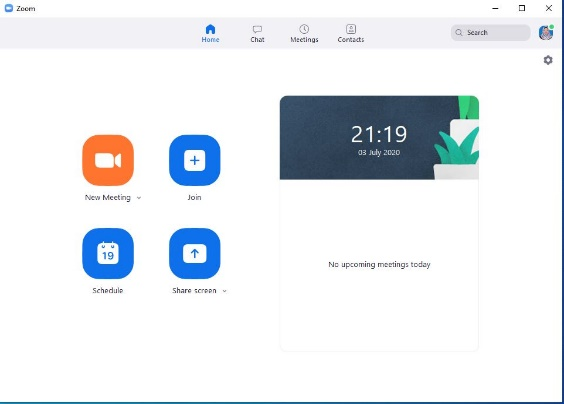 Zoom
Home
Chat
Meetings
Contacts
Search
21:19
03 July 2020
New Meeting
Join
19
Schedule
Share screen
No upcoming meetings today